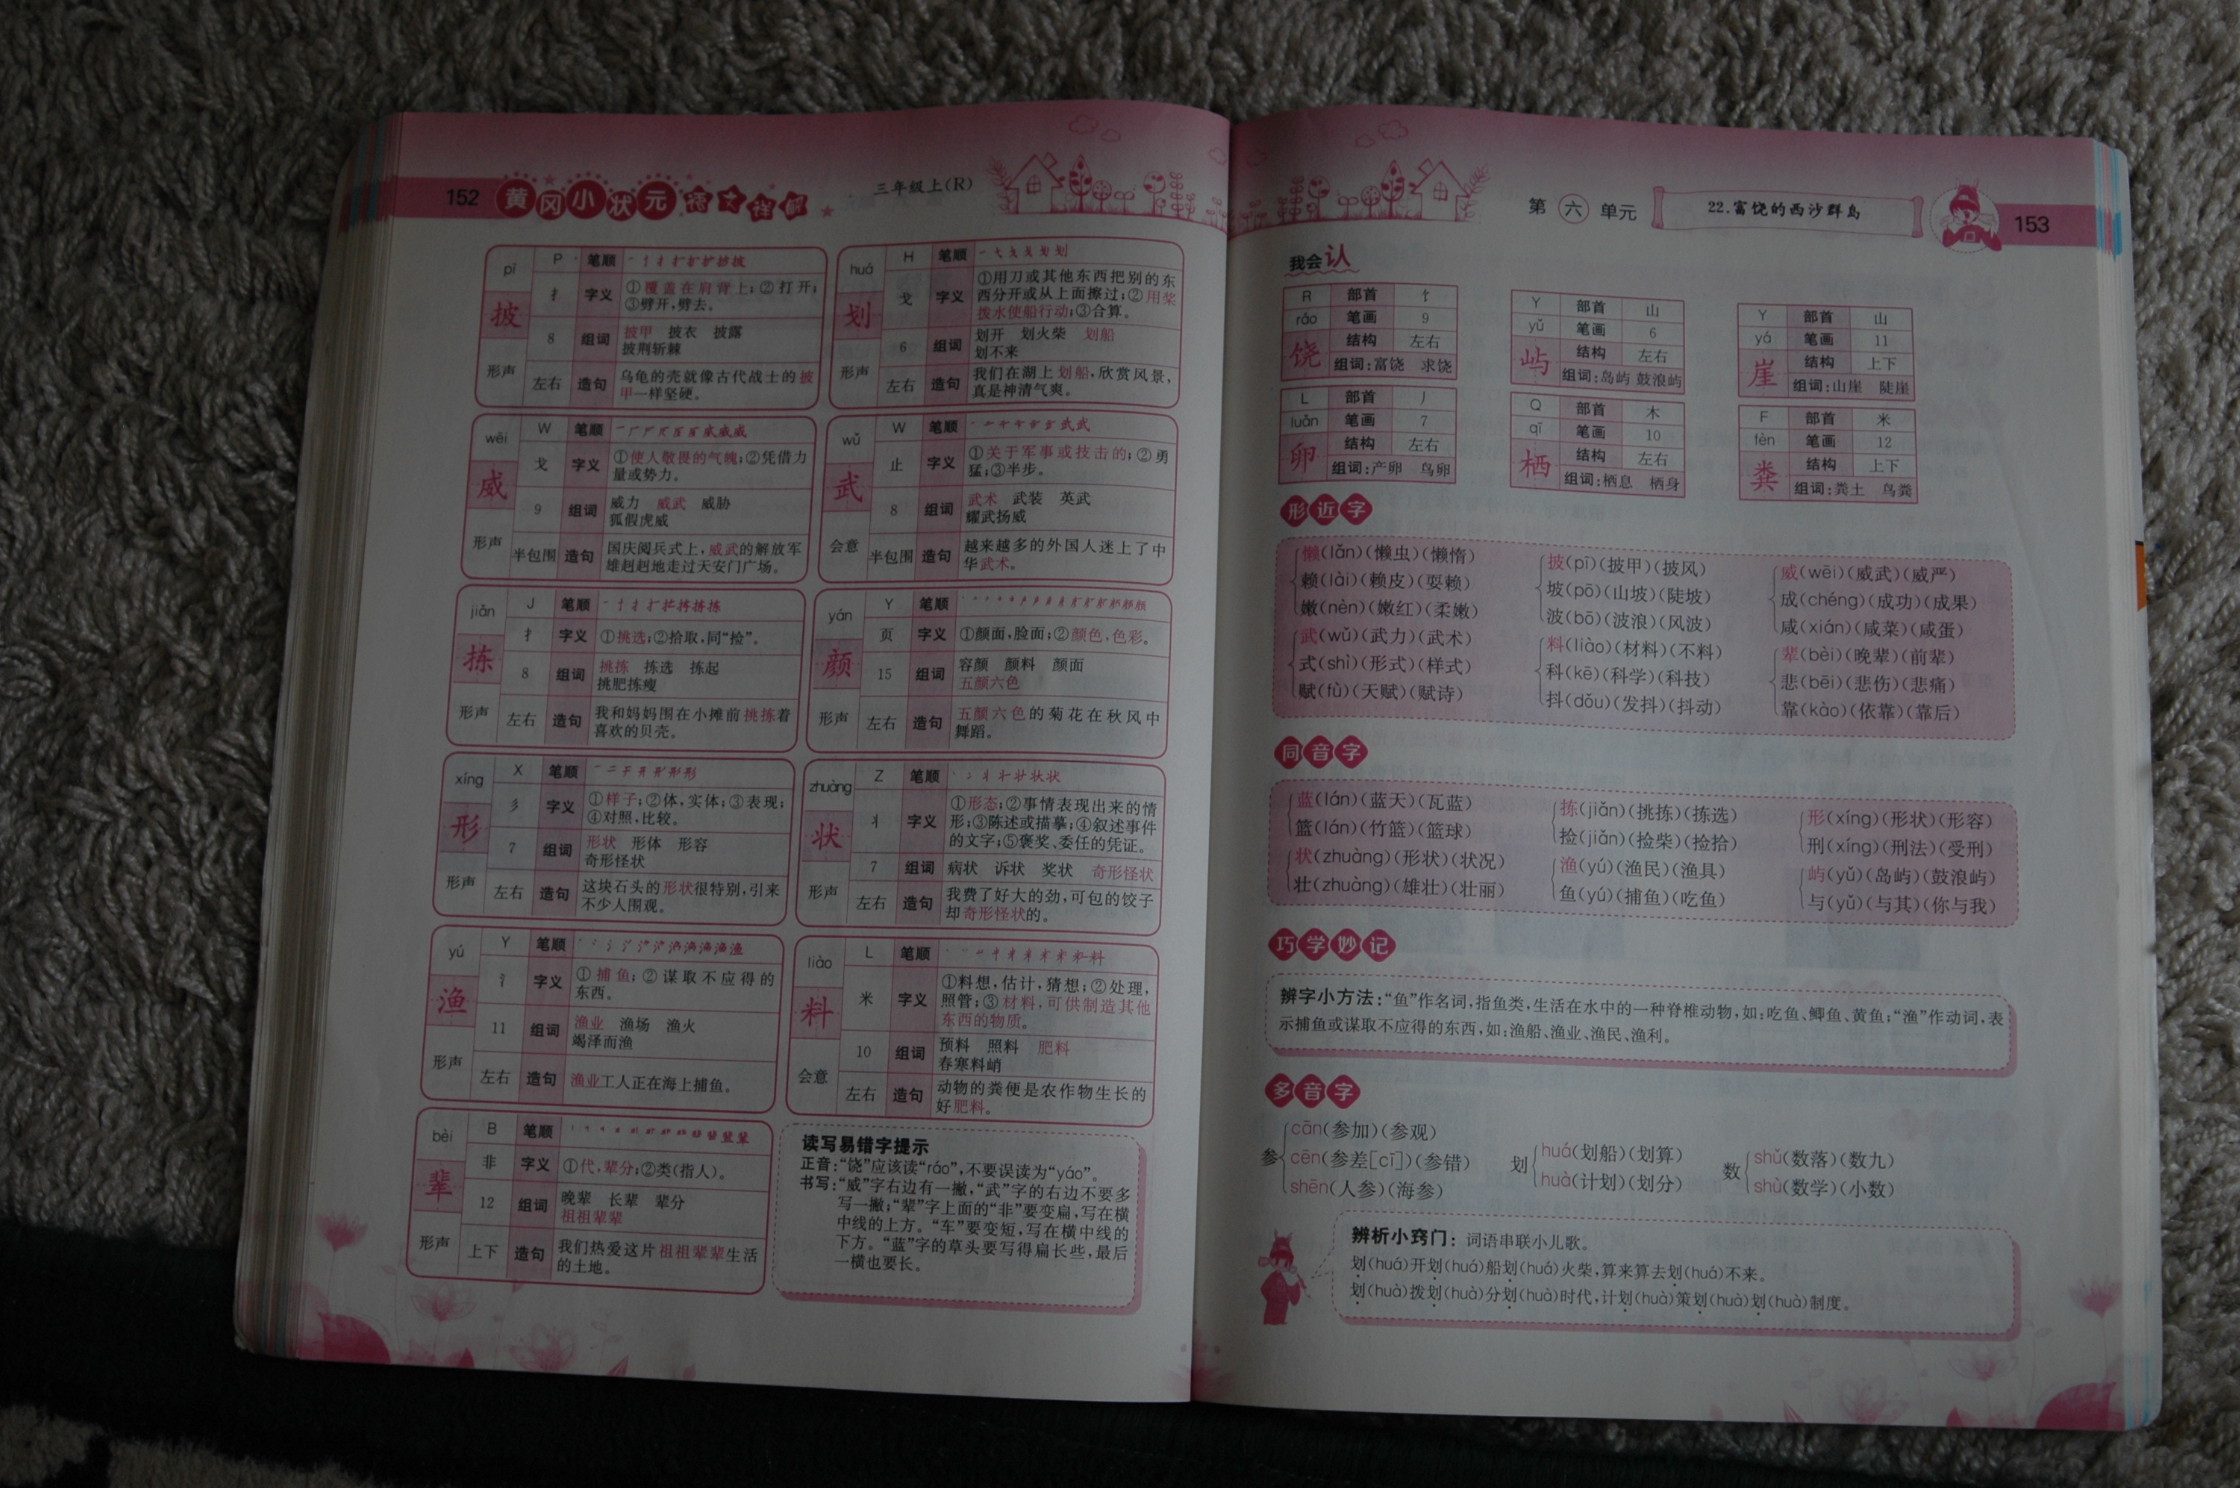 152 黄冈小状元语文详解 三年级上(R)
pī P 笔顺
披 扌 字义 ①覆盖在肩背上;②打开;
③劈开,劈去。
8 组词 披甲 披衣 披露
披荆斩棘
形声 左右 造句 乌龟的壳就像古代战士的披
甲一样坚硬。
huá H 笔顺
划 戈 字义 ①用刀或其他东西把别的东
西分开或从上面擦过;②用桨
拨水使船行动;③合算。
6 组词 划开 划火柴 划船
划不来
形声 左右 造句 我们在湖上划船,欣赏风景,
真是神清气爽。
wēi W 笔顺
威 戈 字义 ①使人敬畏的气魄;②凭借力
量或势力。
9 组词 威力 威武 威胁
狐假虎威
形声 半包围 造句 国庆阅兵式上,威武的解放军
雄赳赳地走过天安门广场。
wǔ W 笔顺
武 止 字义 ①关于军事或技击的;②勇
猛;③半步。
8 组词 武术 武装 英武
耀武扬威
会意 半包围 造句 越来越多的外国人迷上了中
华武术。
jiǎn J 笔顺
拣 扌 字义 ①挑选;②拾取,同“捡”。
8 组词 挑拣 拣选 拣起
挑肥拣瘦
形声 左右 造句 我和妈妈围在小摊前挑拣着
喜欢的贝壳。
yán Y 笔顺
颜 页 字义 ①颜面,脸面;②颜色,色彩。
15 组词 容颜 颜料 颜面
五颜六色
形声 左右 造句 五颜六色的菊花在秋风中
舞蹈。
xíng X 笔顺
形 彡 字义 ①样子;②体,实体;③表现;
④对照,比较。
7 组词 形状 形体 形容
奇形怪状
形声 左右 造句 这块石头的形状很特别,引来
不少人围观。
zhuàng Z 笔顺
状 丬 字义 ①形态;②事情表现出来的情
形;③陈述或描摹;④叙述事件
的文字;⑤褒奖、委任的凭证。
7 组词 病状 诉状 奖状 奇形怪状
形声 左右 造句 我费了好大的劲,可包的饺子
却奇形怪状的。
yú Y 笔顺
渔 氵 字义 ①捕鱼;②谋取不应得的
东西。
11 组词 渔业 渔场 渔火
竭泽而渔
形声 左右 造句 渔业工人正在海上捕鱼。
liào L 笔顺
料 米 字义 ①料想,估计,猜想;②处理,
照管;③材料,可供制造其他
东西的物质。
10 组词 预料 照料 肥料
春寒料峭
会意 左右 造句 动物的粪便是农作物生长的
好肥料。
bèi B 笔顺
辈 非 字义 ①代,辈分;②类(指人)。
12 组词 晚辈 长辈 辈分
祖祖辈辈
形声 上下 造句 我们热爱这片祖祖辈辈生活
的土地。
读写易错字提示
正音:“饶”应该读“ráo”,不要误读为“yáo”。
书写:“威”字右边有一撇,“武”字的右边不要多
写一撇;“辈”字上面的“非”要变扁,写在横
中线的上方。“车”要变短,写在横中线的
下方。“蓝”字的草头要写得扁长些,最后
一横也要长。
第六单元 22.富饶的西沙群岛 153
我会认
R 部首 饣
ráo 笔画 9
饶 结构 左右
组词:富饶 求饶
Y 部首 山
yǔ 笔画 6
屿 结构 左右
组词:岛屿 鼓浪屿
Y 部首 山
yá 笔画 11
崖 结构 上下
组词:山崖 陡崖
L 部首 丿
luǎn 笔画 7
卵 结构 左右
组词:产卵 鸟卵
Q 部首 木
qī 笔画 10
栖 结构 左右
组词:栖息 栖身
F 部首 米
fèn 笔画 12
粪 结构 上下
组词:粪土 鸟粪
形近字
懒(lǎn)(懒虫)(懒惰)
赖(lài)(赖皮)(耍赖)
嫩(nèn)(嫩红)(柔嫩)
武(wǔ)(武力)(武术)
式(shì)(形式)(样式)
赋(fù)(天赋)(赋诗)
披(pī)(披甲)(披风)
坡(pō)(山坡)(陡坡)
波(bō)(波浪)(风波)
料(liào)(材料)(不料)
科(kē)(科学)(科技)
抖(dǒu)(发抖)(抖动)
威(wēi)(威武)(威严)
成(chéng)(成功)(成果)
咸(xián)(咸菜)(咸蛋)
辈(bèi)(晚辈)(前辈)
悲(bēi)(悲伤)(悲痛)
靠(kào)(依靠)(靠后)
同音字
蓝(lán)(蓝天)(瓦蓝)
篮(lán)(竹篮)(篮球)
状(zhuàng)(形状)(状况)
壮(zhuàng)(雄壮)(壮丽)
拣(jiǎn)(挑拣)(拣选)
捡(jiǎn)(捡柴)(捡拾)
渔(yú)(渔民)(渔具)
鱼(yú)(捕鱼)(吃鱼)
形(xíng)(形状)(形容)
刑(xíng)(刑法)(受刑)
屿(yǔ)(岛屿)(鼓浪屿)
与(yǔ)(与其)(你与我)
巧学妙记
辨字小方法:“鱼”作名词,指鱼类,生活在水中的一种脊椎动物,如:吃鱼、鲫鱼、黄鱼;“渔”作动词,表
示捕鱼或谋取不应得的东西,如:渔船、渔业、渔民、渔利。
多音字
参 cān(参加)(参观)
cēn(参差[cī])(参错)
shēn(人参)(海参)
划 huá(划船)(划算)
huà(计划)(划分)
数 shǔ(数落)(数九)
shù(数学)(小数)
辨析小窍门:词语串联小儿歌。
划(huá)开划(huá)船划(huá)火柴,算来算去划(huá)不来。
划(huà)拨划(huà)分划(huà)时代,计划(huà)策划(huà)划(huà)制度。